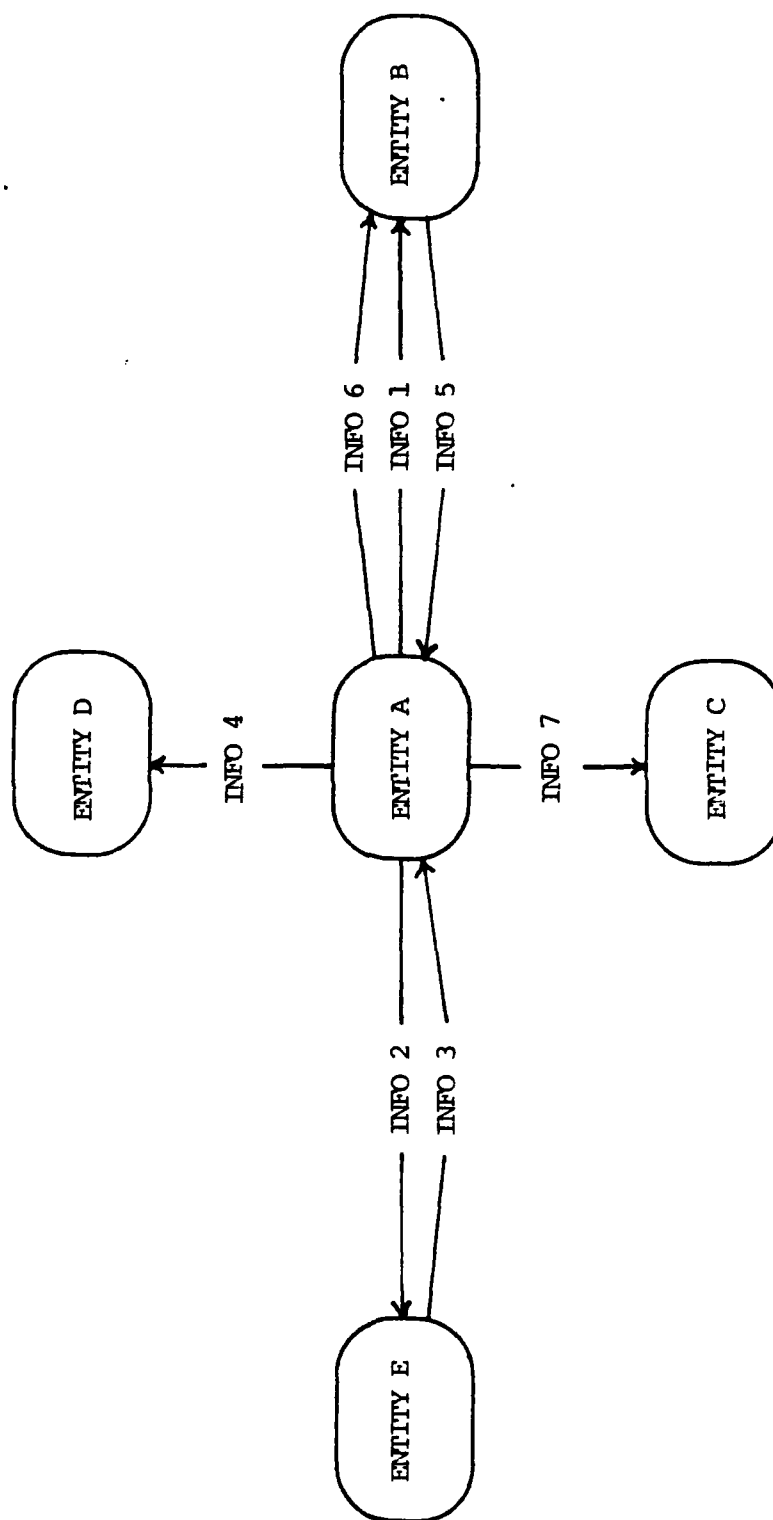 ENTITY D
INFO 4
ENTITY E
INFO 2
INFO 3
ENTITY A
INFO 6
INFO 1
INFO 5
ENTITY B
INFO 7
ENTITY C